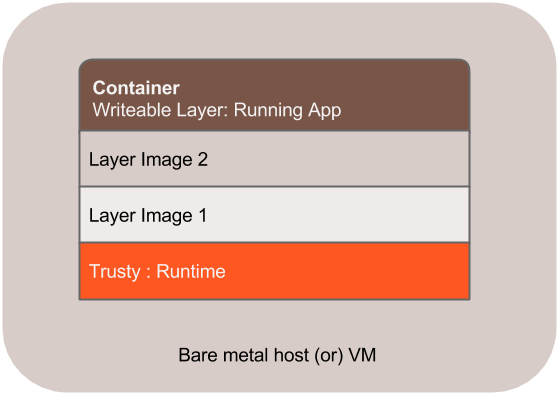 Container
Writeable Layer: Running App
Layer Image 2
Layer Image 1
Trusty : Runtime
Bare metal host (or) VM